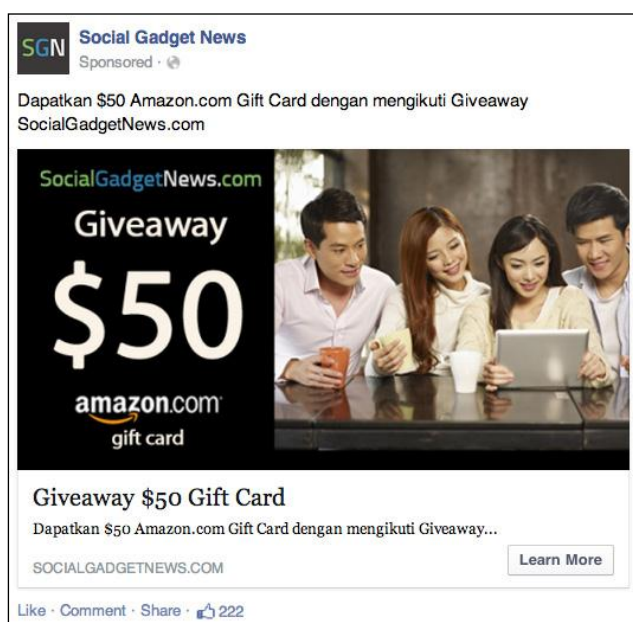 SGN
Social Gadget News
Sponsored ·
Dapatkan $50 Amazon.com Gift Card dengan mengikuti Giveaway
SocialGadgetNews.com
SocialGadgetNews.com
Giveaway
$50
amazon.com
gift card
Giveaway $50 Gift Card
Dapatkan $50 Amazon.com Gift Card dengan mengikuti Giveaway...
SOCIALGADGETNEWS.COM
Learn More
Like · Comment · Share · 222